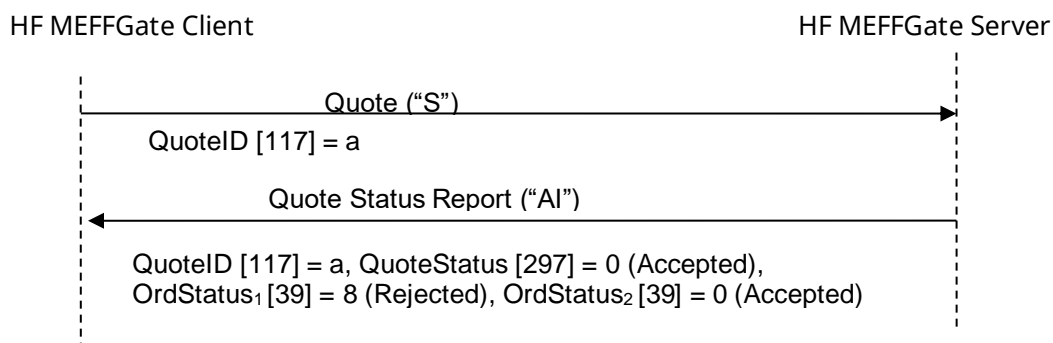 HF MEFFGate Client
HF MEFFGate Server
Quote (“S”)
QuoteID [117] = a
Quote Status Report (“AI”)
QuoteID [117] = a, QuoteStatus [297] = 0 (Accepted),
OrdStatus₁ [39] = 8 (Rejected), OrdStatus₂ [39] = 0 (Accepted)